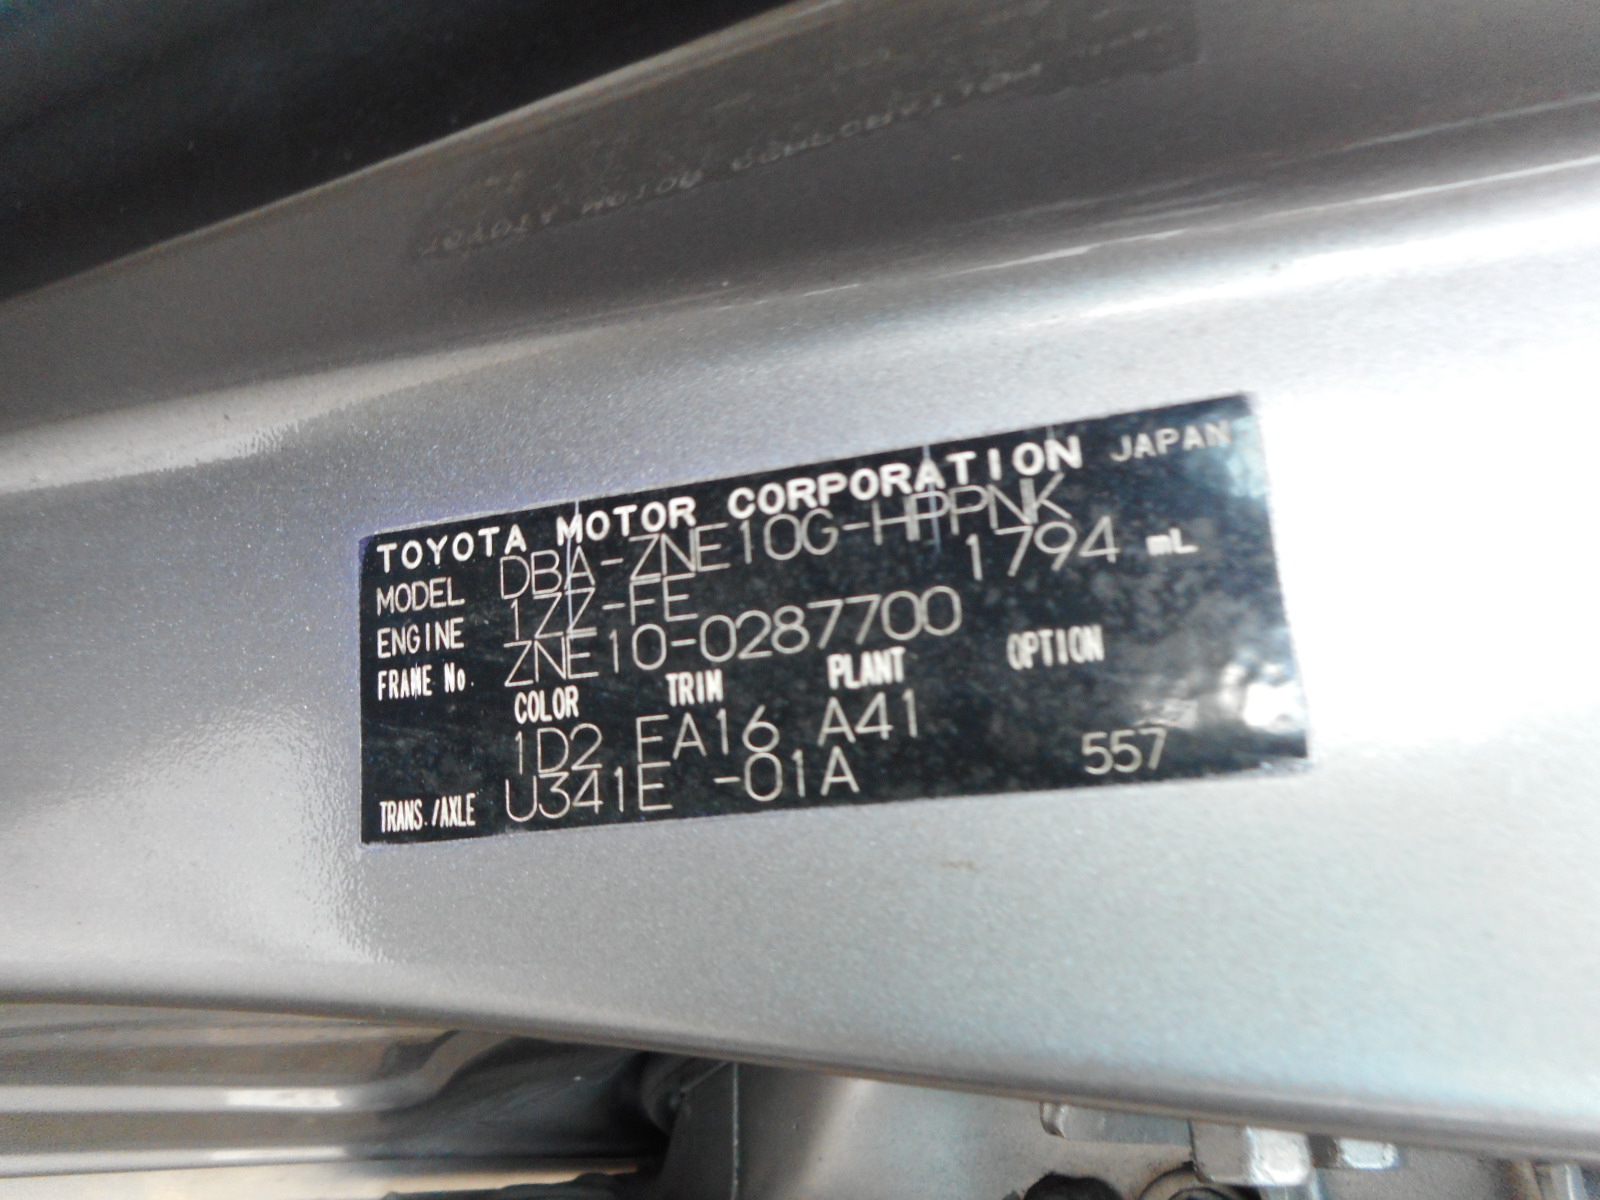 TOYOTA MOTOR CORPORATION JAPAN
MODEL DBA-ZNE10G-HPPNK
ENGINE 1ZZ-FE 1794 mL
FRAME No. ZNE10-0287700
COLOR TRIM PLANT OPTION
1D2 EA16 A41
TRANS./AXLE U341E -01A 557